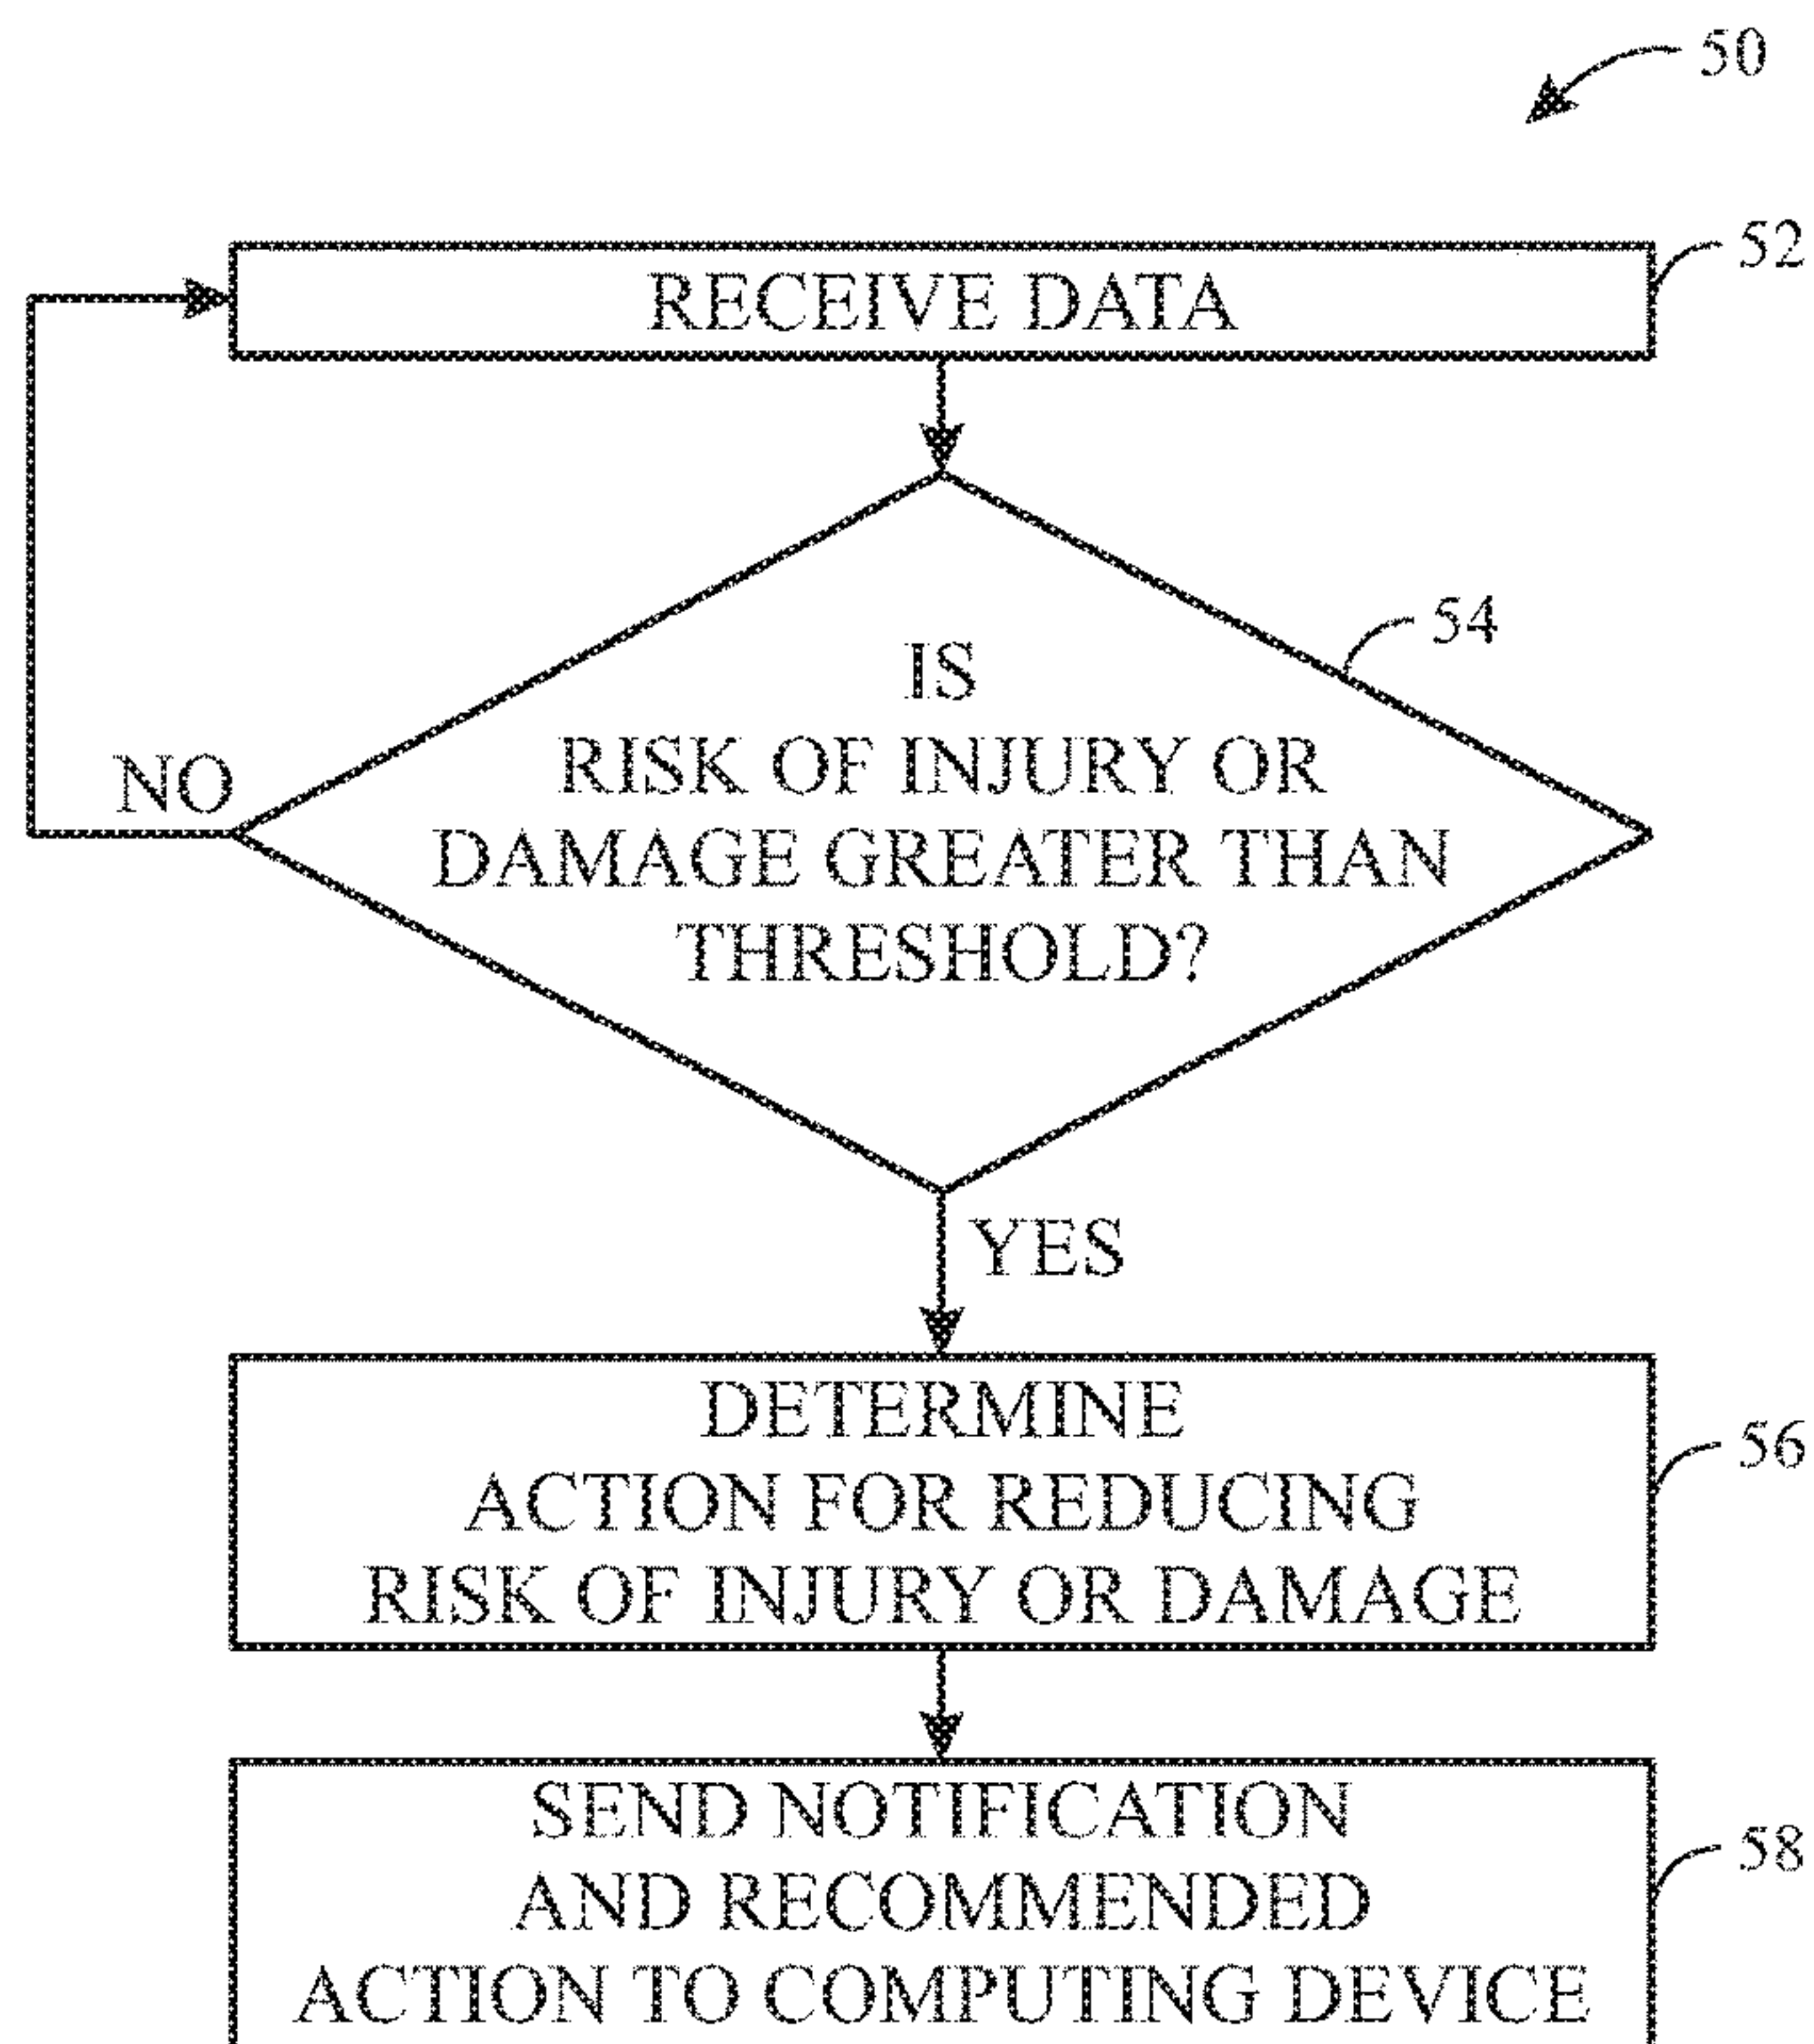 50
RECEIVE DATA
52
IS
RISK OF INJURY OR
DAMAGE GREATER THAN
THRESHOLD?
54
NO
YES
DETERMINE
ACTION FOR REDUCING
RISK OF INJURY OR DAMAGE
56
SEND NOTIFICATION
AND RECOMMENDED
ACTION TO COMPUTING DEVICE
58